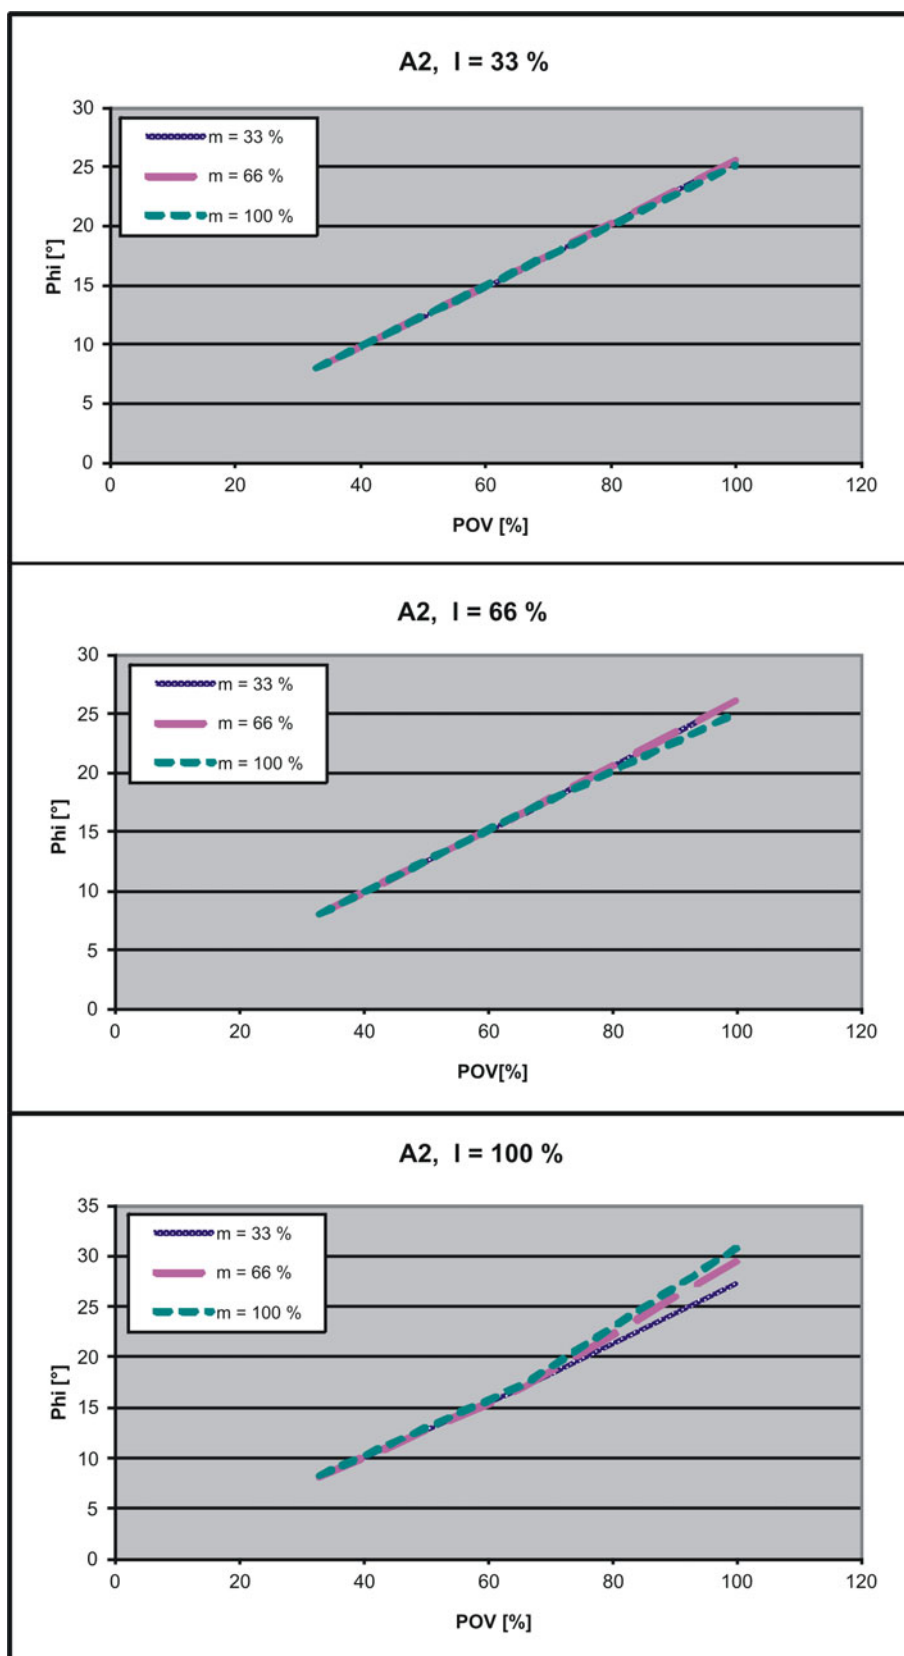 A2, l = 33 %
30
25
20
15
10
5
0
m = 33 %
m = 66 %
m = 100 %
Phi [°]
0 20 40 60 80 100 120
POV [%]
A2, l = 66 %
30
25
20
15
10
5
0
m = 33 %
m = 66 %
m = 100 %
Phi [°]
0 20 40 60 80 100 120
POV[%]
A2, l = 100 %
35
30
25
20
15
10
5
0
m = 33 %
m = 66 %
m = 100 %
Phi [°]
0 20 40 60 80 100 120
POV [%]